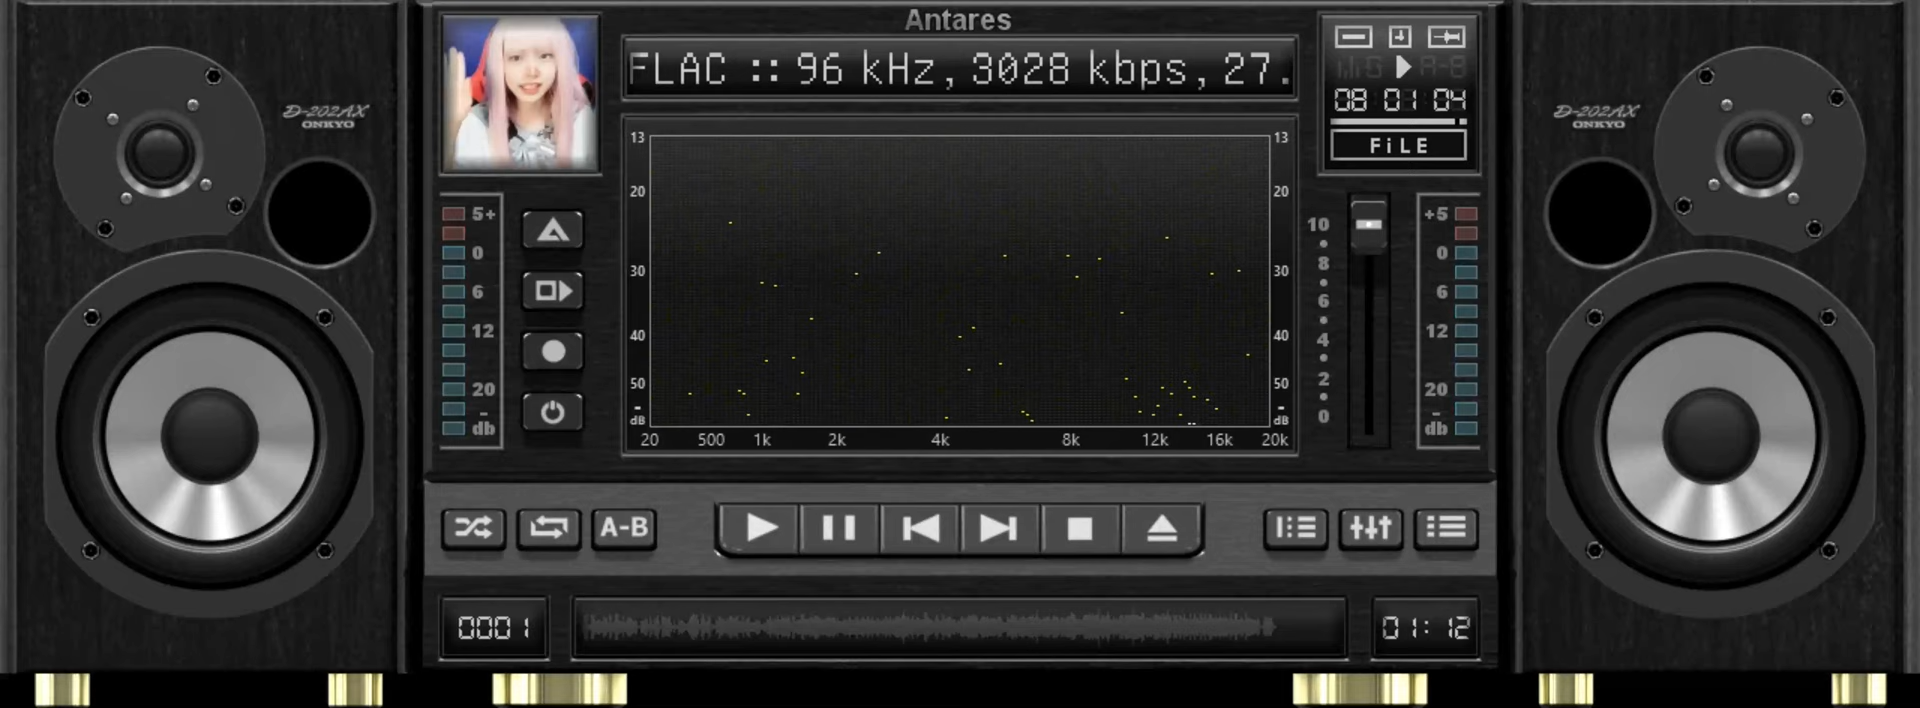 Antares
FLAC :: 96 kHz, 3028 kbps, 27.
D-202AX
ONKYO
D-202AX
ONKYO
08 01 04
FiLE
13
20
30
40
50
-
dB
13
20
30
40
50
-
dB
20 500 1k 2k 4k 8k 12k 16k 20k
5+
0
6
12
20
-
db
10
8
6
4
2
0
+5
0
6
12
20
-
db
A-B
0001
01:12